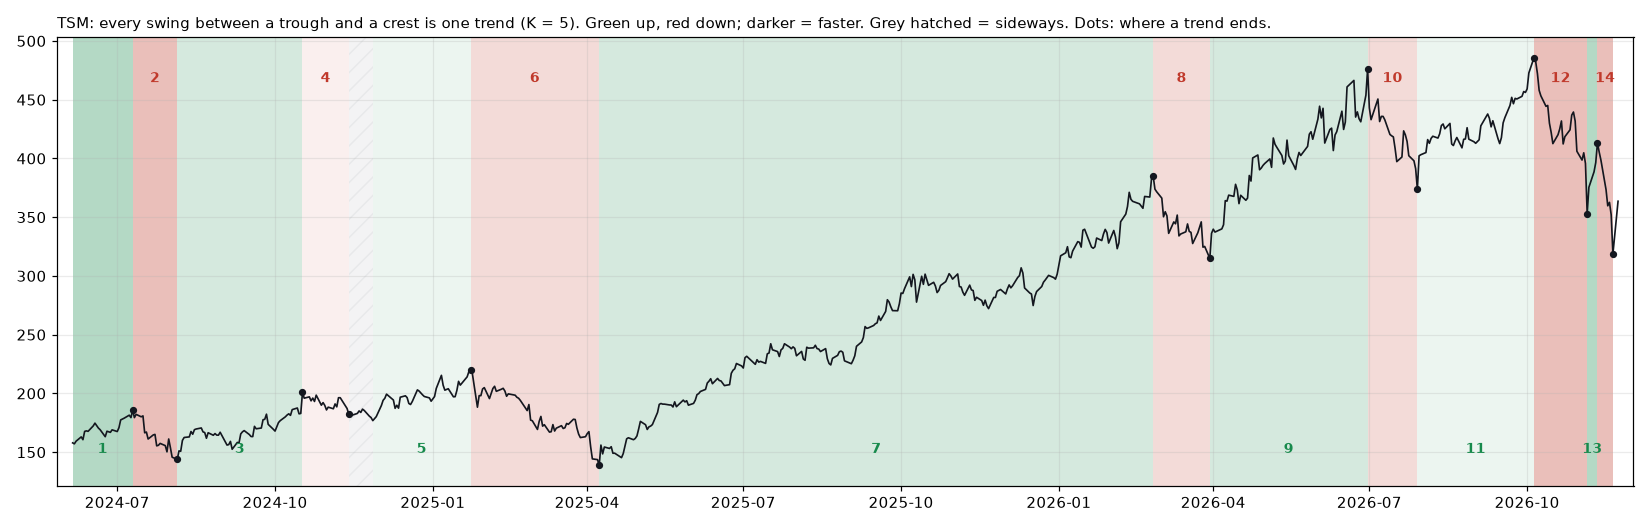 TSM: every swing between a trough and a crest is one trend (K = 5). Green up, red down; darker = faster. Grey hatched = sideways. Dots: where a trend ends.
500
450
400
350
300
250
200
150
2 4 6 8 10 12 14
1 3 5 7 9 11 13
2024-07 2024-10 2025-01 2025-04 2025-07 2025-10 2026-01 2026-04 2026-07 2026-10